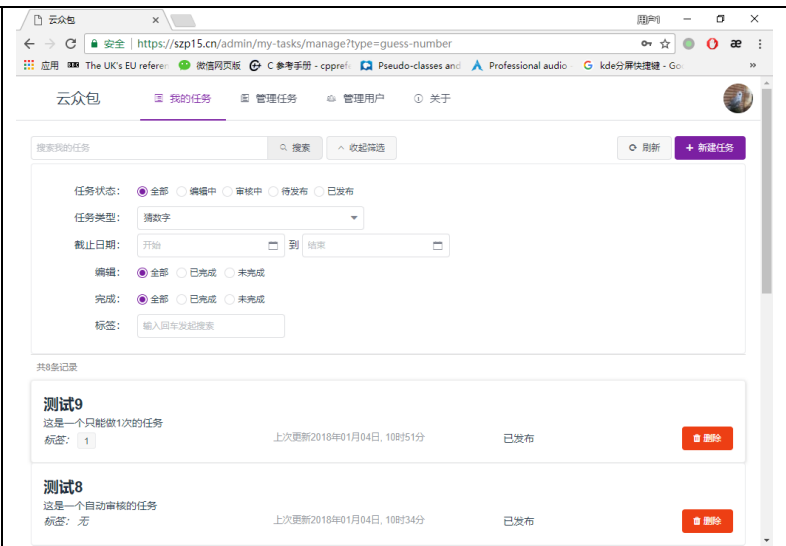 云众包
用户1
安全 | https://szp15.cn/admin/my-tasks/manage?type=guess-number
应用 The UK's EU referen 微信网页版 C 参考手册 - cpprefe Pseudo-classes and Professional audio - kde分屏快捷键 - Go
云众包 我的任务 管理任务 管理用户 关于
搜索我的任务 搜索 收起筛选 刷新 + 新建任务
任务状态： 全部 编辑中 审核中 待发布 已发布
任务类型： 猜数字
截止日期： 开始 到 结束
编辑： 全部 已完成 未完成
完成： 全部 已完成 未完成
标签： 输入回车发起搜索
共8条记录
测试9
这是一个只能做1次的任务
标签： 1
上次更新2018年01月04日, 10时51分 已发布 删除
测试8
这是一个自动审核的任务
标签： 无
上次更新2018年01月04日, 10时34分 已发布 删除